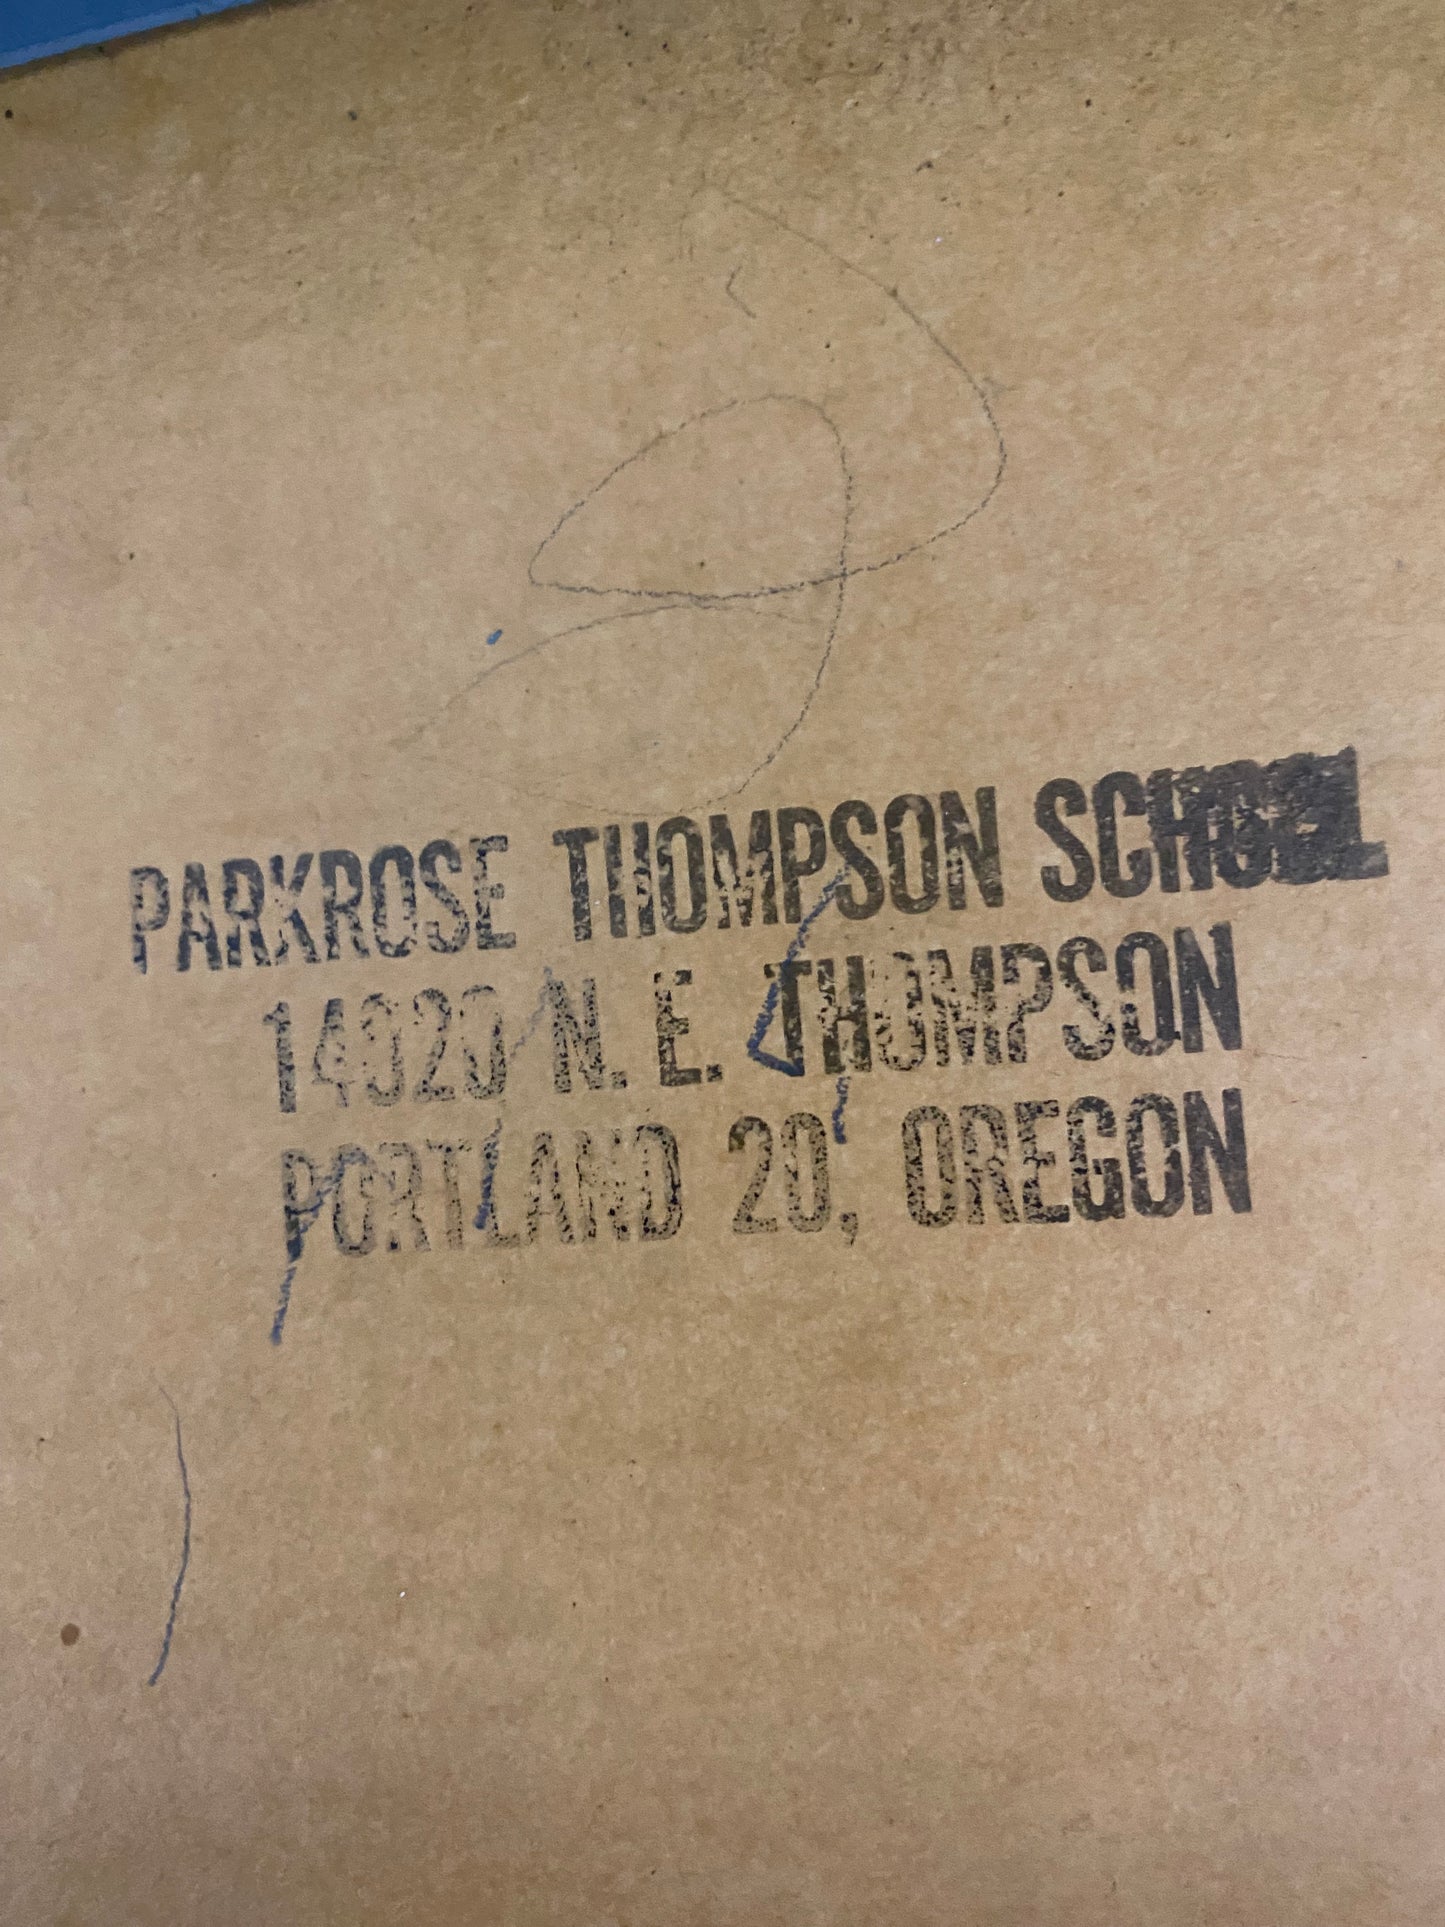 PARKROSE THOMPSON SCHOOL
14020 N. E. THOMPSON
PORTLAND 20, OREGON